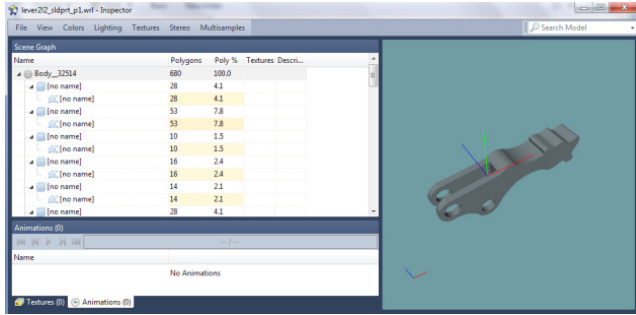 lever2l2_sldprt_p1.wrl - Inspector
File View Colors Lighting Textures Stereo Multisamples Search Model
Scene Graph
Name Polygons Poly % Textures Descri...
Body_32514 680 100.0
[no name] 28 4.1
[no name] 28 4.1
[no name] 53 7.8
[no name] 53 7.8
[no name] 10 1.5
[no name] 10 1.5
[no name] 16 2.4
[no name] 16 2.4
[no name] 14 2.1
[no name] 14 2.1
[no name] 28 4.1
Animations (0)
-- / --
Name
No Animations
Textures (0) Animations (0)